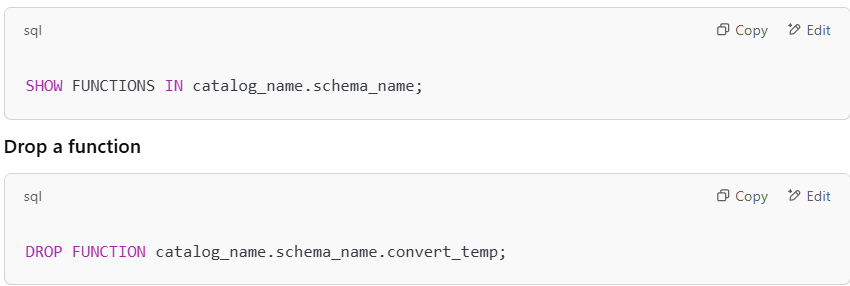 sql
Copy
Edit
SHOW FUNCTIONS IN catalog_name.schema_name;
Drop a function
sql
Copy
Edit
DROP FUNCTION catalog_name.schema_name.convert_temp;